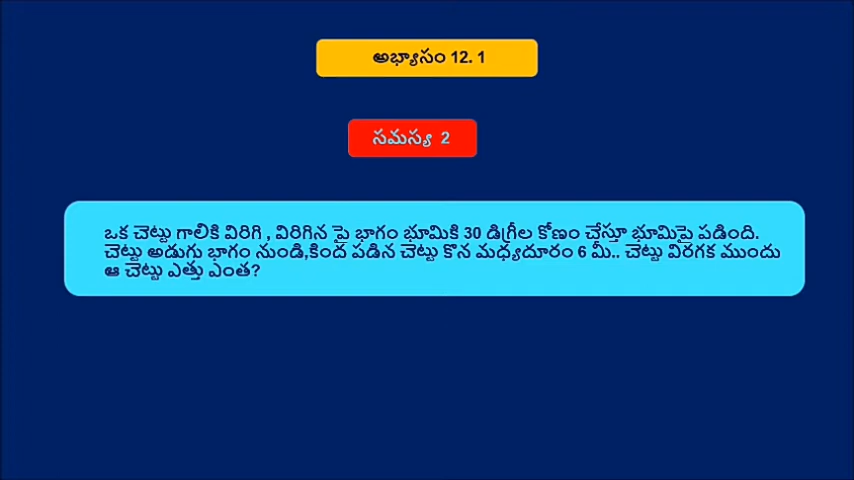 అభ్యాసం 12. 1
సమస్య 2
ఒక చెట్టు గాలికి విరిగి , విరిగిన పై భాగం భూమికి 30 డిగ్రీల కోణం చేస్తూ భూమిపై పడింది.
చెట్టు అడుగు భాగం నుండి,కింద పడిన చెట్టు కొన మధ్యదూరం 6 మీ.. చెట్టు విరగక ముందు
ఆ చెట్టు ఎత్తు ఎంత?